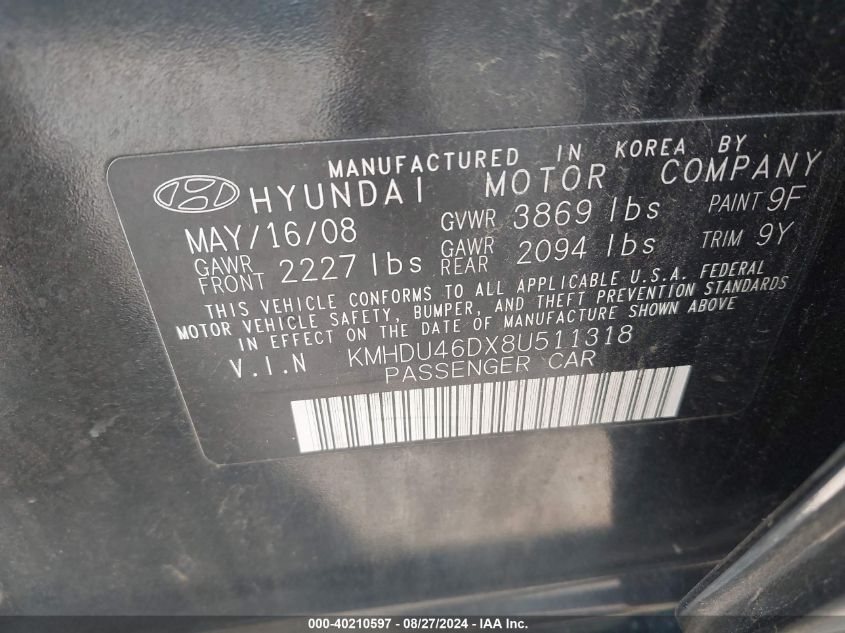 MANUFACTURED IN KOREA BY
HYUNDAI MOTOR COMPANY
MAY/16/08 GVWR 3869 lbs PAINT 9F
GAWR FRONT 2227 lbs GAWR REAR 2094 lbs TRIM 9Y
THIS VEHICLE CONFORMS TO ALL APPLICABLE U.S.A. FEDERAL
MOTOR VEHICLE SAFETY, BUMPER, AND THEFT PREVENTION STANDARDS
IN EFFECT ON THE DATE OF MANUFACTURE SHOWN ABOVE
V.I.N KMHDU46DX8U511318
PASSENGER CAR
000-40210597 - 08/27/2024 - IAA Inc.